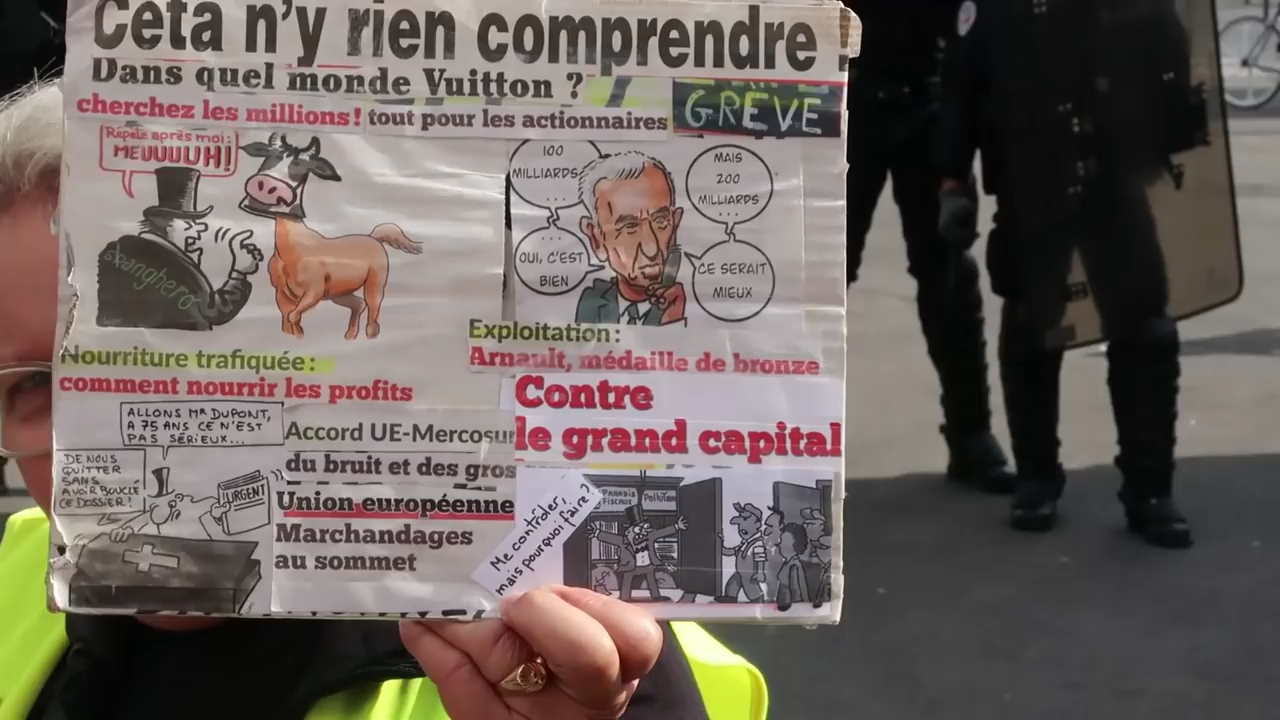 Ceta n'y rien comprendre
Dans quel monde Vuitton ?
cherchez les millions! tout pour les actionnaires
GREVE
Répète après moi:
MEUUUUH!
Spanghero
100
MILLIARDS
...
...
OUI, C'EST
BIEN
MAIS
200
MILLIARDS
...
CE SERAIT
MIEUX
Nourriture trafiquée:
comment nourrir les profits
Exploitation:
Arnault, médaille de bronze
Contre
le grand capital
ALLONS MR DUPONT,
A 75 ANS CE N'EST
PAS SÉRIEUX...
DE NOUS
QUITTER
SANS
AVOIR BOUCLÉ
CE DOSSIER!
URGENT
Accord UE-Mercosur
du bruit et des gros
Union européenne
Marchandages
au sommet
Me contrôler,
mais pourquoi faire?
PARADIS
FISCAUX
Pollution